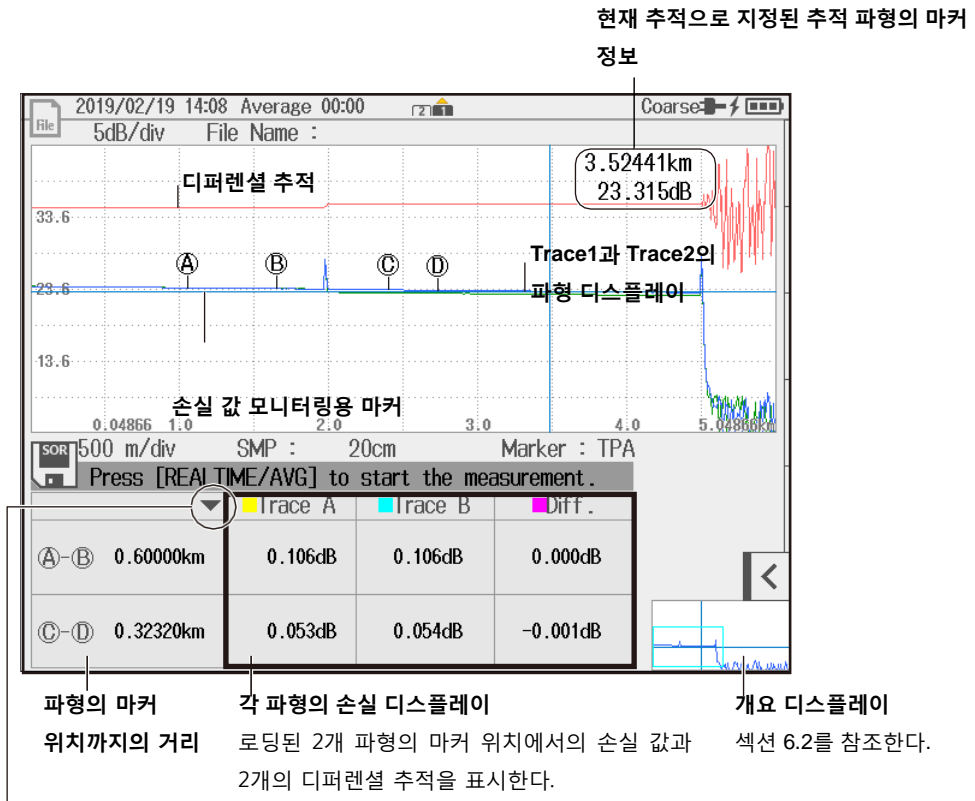 현재 추적으로 지정된 추적 파형의 마커
정보
2019/02/19 14:08 Average 00:00 2 1 Coarse
File 5dB/div File Name :
3.52441km
23.315dB
디퍼렌셜 추적
33.6
Ⓐ Ⓑ Ⓒ Ⓓ
Trace1과 Trace2의
파형 디스플레이
23.6
13.6
손실 값 모니터링용 마커
0.04866 1.0 2.0 3.0 4.0 5.04866km
SOR 500 m/div SMP : 20cm Marker : TPA
Press [REALTIME/AVG] to start the measurement.
Trace A Trace B Diff.
Ⓐ-Ⓑ 0.60000km 0.106dB 0.106dB 0.000dB
Ⓒ-Ⓓ 0.32320km 0.053dB 0.054dB -0.001dB
파형의 마커
위치까지의 거리
각 파형의 손실 디스플레이
로딩된 2개 파형의 마커 위치에서의 손실 값과
2개의 디퍼렌셜 추적을 표시한다.
개요 디스플레이
섹션 6.2를 참조한다.